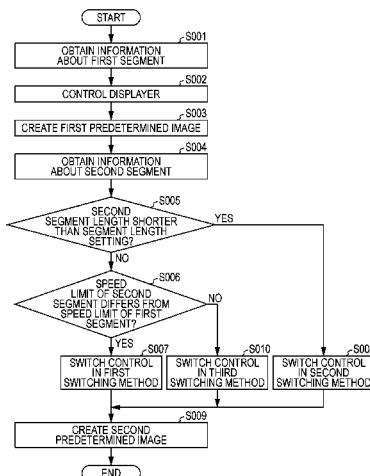 START
S001
OBTAIN INFORMATION
ABOUT FIRST SEGMENT
S002
CONTROL DISPLAYER
S003
CREATE FIRST PREDETERMINED IMAGE
S004
OBTAIN INFORMATION
ABOUT SECOND SEGMENT
S005
SECOND
SEGMENT LENGTH SHORTER
THAN SEGMENT LENGTH
SETTING?
YES
NO
S006
SPEED
LIMIT OF SECOND
SEGMENT DIFFERS FROM
SPEED LIMIT OF FIRST
SEGMENT?
NO
YES
S007
SWITCH CONTROL
IN FIRST
SWITCHING METHOD
S010
SWITCH CONTROL
IN THIRD
SWITCHING METHOD
S00
SWITCH CONTROL
IN SECOND
SWITCHING METHOD
S009
CREATE SECOND
PREDETERMINED IMAGE
END